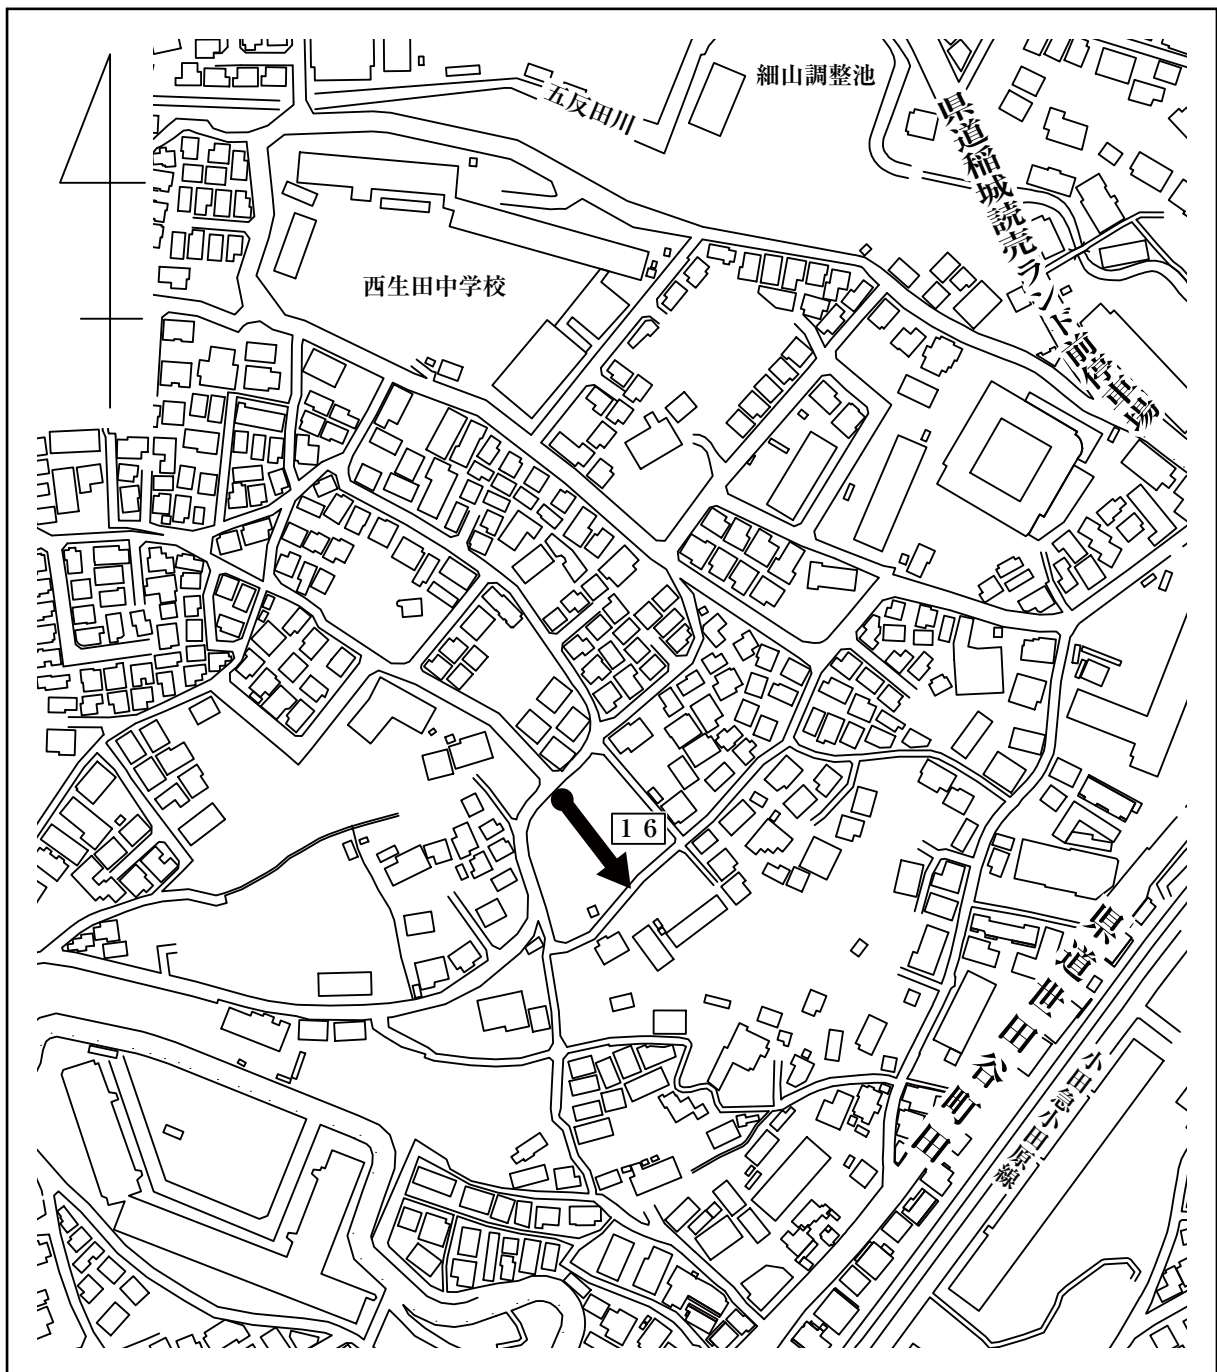 細山調整池
五反田川
県道稲城読売ランド前停車場
西生田中学校
１６
県道世田谷町田
小田急小田原線